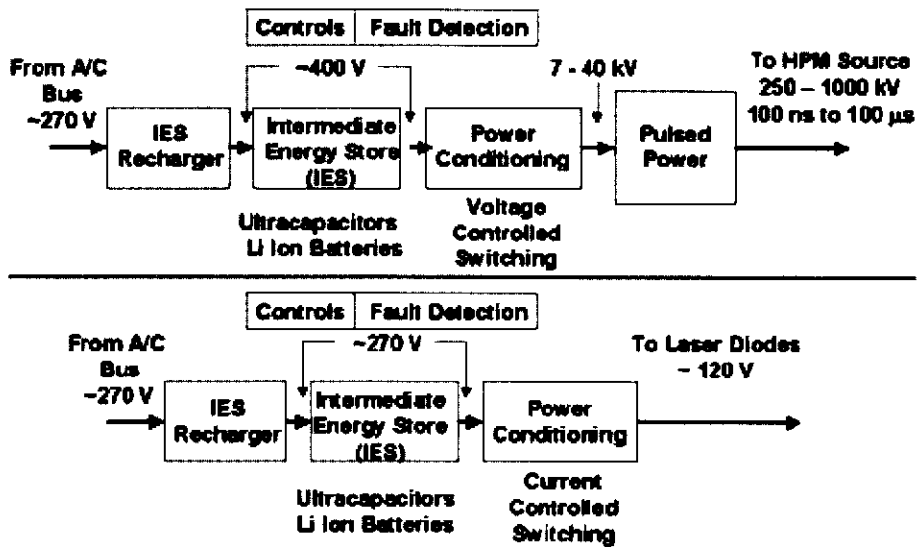 Controls Fault Detection
From A/C
Bus
~270 V
~400 V
7 - 40 kV
To HPM Source
250 – 1000 kV
100 ns to 100 µs
IES
Recharger
Intermediate
Energy Store
(IES)
Power
Conditioning
Pulsed
Power
Ultracapacitors
Li Ion Batteries
Voltage
Controlled
Switching
Controls Fault Detection
From A/C
Bus
~270 V
~270 V
To Laser Diodes
~ 120 V
IES
Recharger
Intermediate
Energy Store
(IES)
Power
Conditioning
Ultracapacitors
Li Ion Batteries
Current
Controlled
Switching